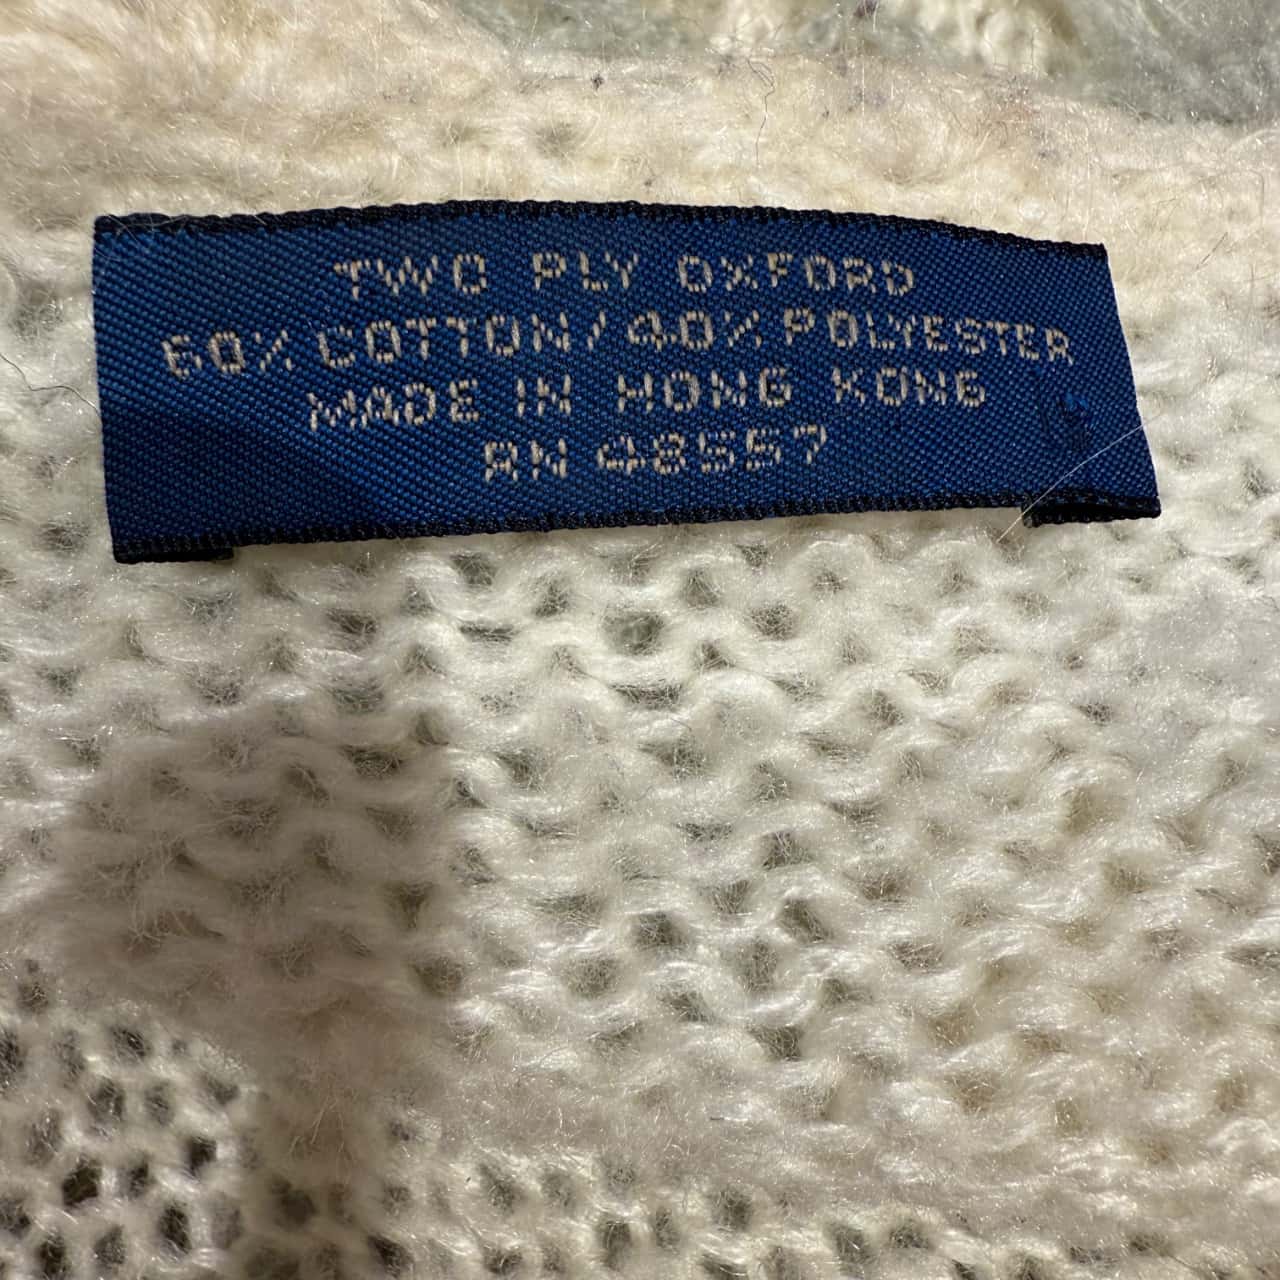 TWO PLY OXFORD
60% COTTON/40% POLYESTER
MADE IN HONG KONG
RN 48557